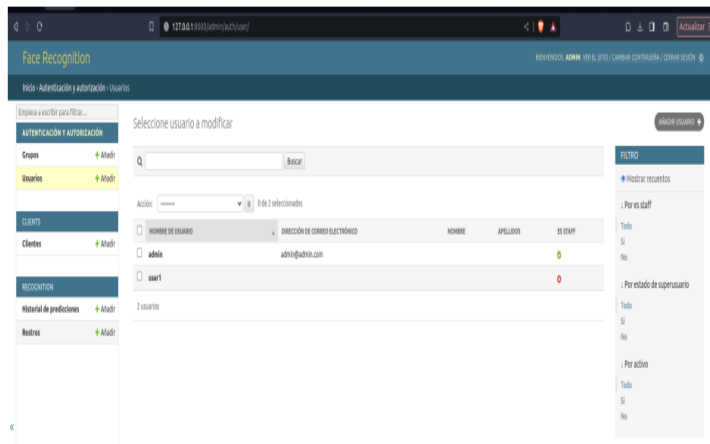 127.0.0.1:8000/admin/auth/user/
Actualizar
Face Recognition
BIENVENIDOS, ADMIN. VER EL SITIO / CAMBIAR CONTRASEÑA / CERRAR SESIÓN
Inicio › Autenticación y autorización › Usuarios
Empiece a escribir para filtrar...
AUTENTICACIÓN Y AUTORIZACIÓN
Grupos + Añadir
Usuarios + Añadir
CLIENTS
Clientes + Añadir
RECOGNITION
Historial de predicciones + Añadir
Rostros + Añadir
«
Seleccione usuario a modificar
AÑADIR USUARIO +
Buscar
Acción: --------- Ir 0 de 2 seleccionados
NOMBRE DE USUARIO DIRECCIÓN DE CORREO ELECTRÓNICO NOMBRE APELLIDOS ES STAFF
admin admin@admin.com
user1
2 usuarios
FILTRO
Mostrar recuentos
↓ Por es staff
Todo
Sí
No
↓ Por estado de superusuario
Todo
Sí
No
↓ Por activo
Todo
Sí
No